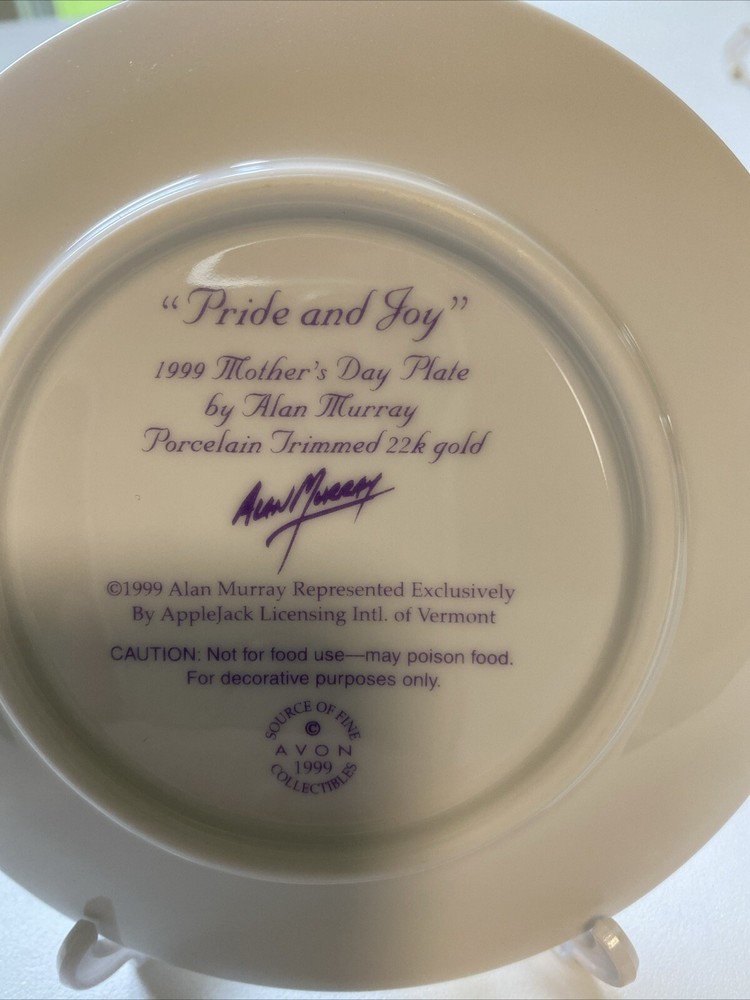 “Pride and Joy”
1999 Mother's Day Plate
by Alan Murray
Porcelain Trimmed 22k gold
ALAN MURRAY
©1999 Alan Murray Represented Exclusively
By AppleJack Licensing Intl. of Vermont
CAUTION: Not for food use—may poison food.
For decorative purposes only.
SOURCE OF FINE
©
AVON
1999
COLLECTIBLES